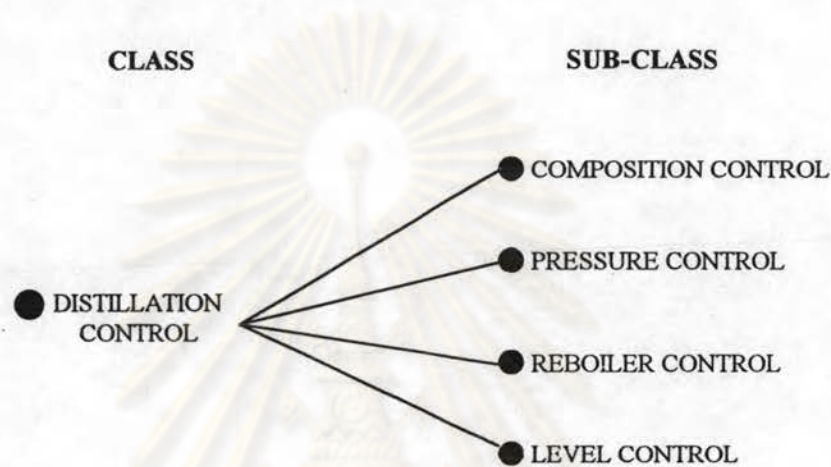 CLASS
SUB-CLASS
COMPOSITION CONTROL
PRESSURE CONTROL
DISTILLATION
CONTROL
REBOILER CONTROL
LEVEL CONTROL